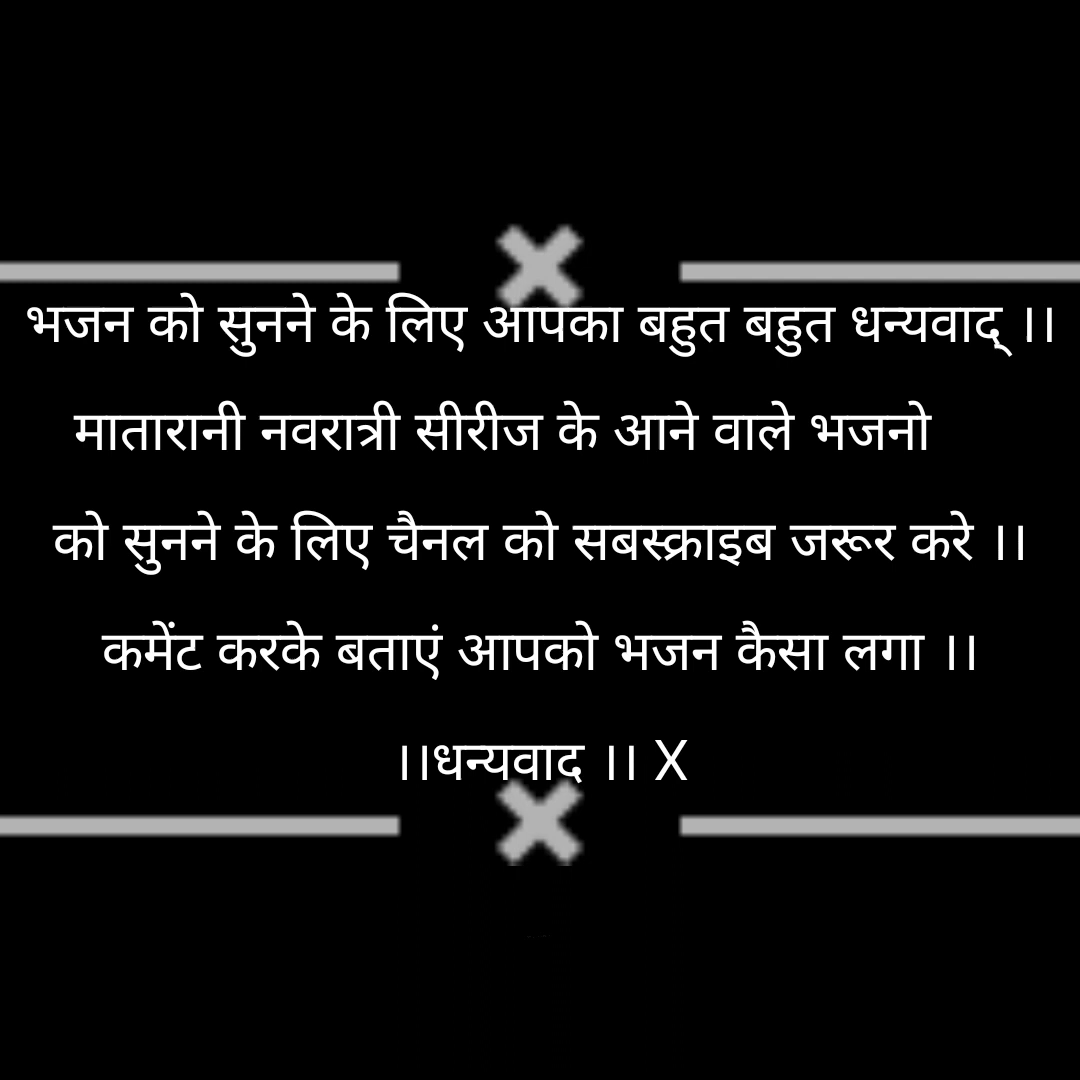 भजन को सुनने के लिए आपका बहुत बहुत धन्यवाद् ।।
मातारानी नवरात्री सीरीज के आने वाले भजनो
को सुनने के लिए चैनल को सबस्क्राइब जरूर करे ।।
कमेंट करके बताएं आपको भजन कैसा लगा ।।
।।धन्यवाद ।। X